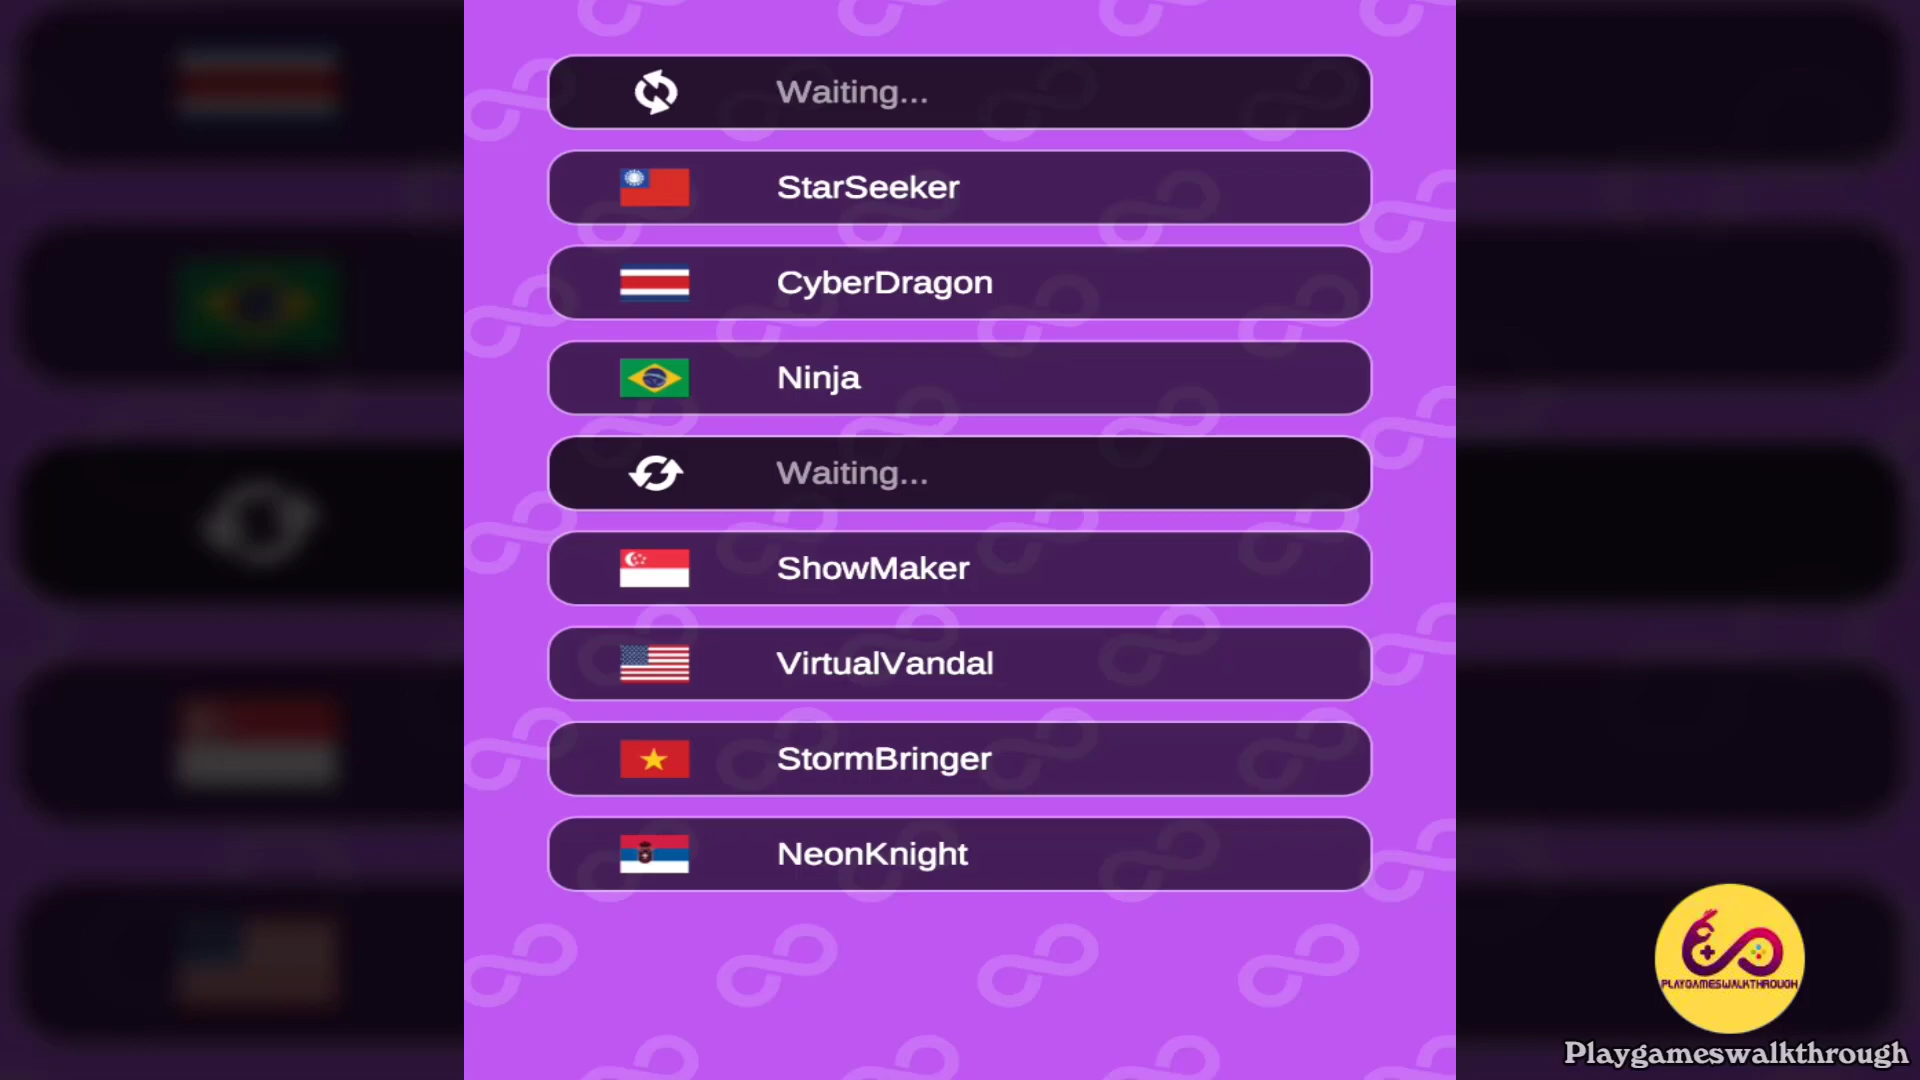 Waiting...
StarSeeker
CyberDragon
Ninja
Waiting...
ShowMaker
VirtualVandal
StormBringer
NeonKnight
PLAYGAMESWALKTHROUGH
Playgameswalkthrough